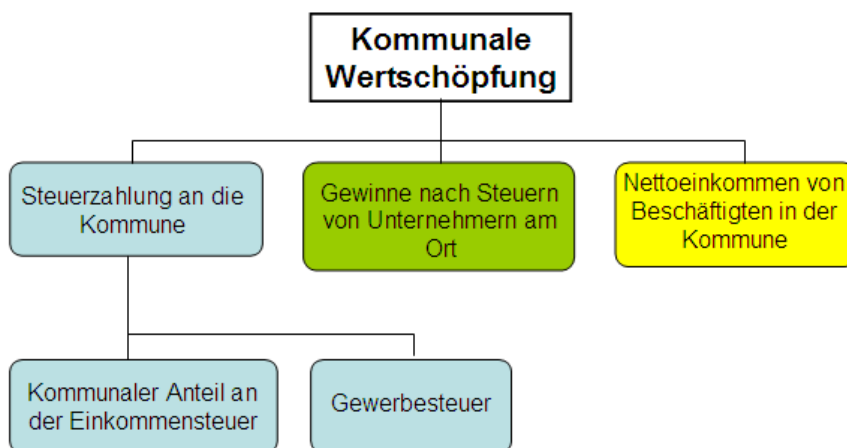 Kommunale
Wertschöpfung
Steuerzahlung an die
Kommune
Gewinne nach Steuern
von Unternehmern am
Ort
Nettoeinkommen von
Beschäftigten in der
Kommune
Kommunaler Anteil an
der Einkommensteuer
Gewerbesteuer